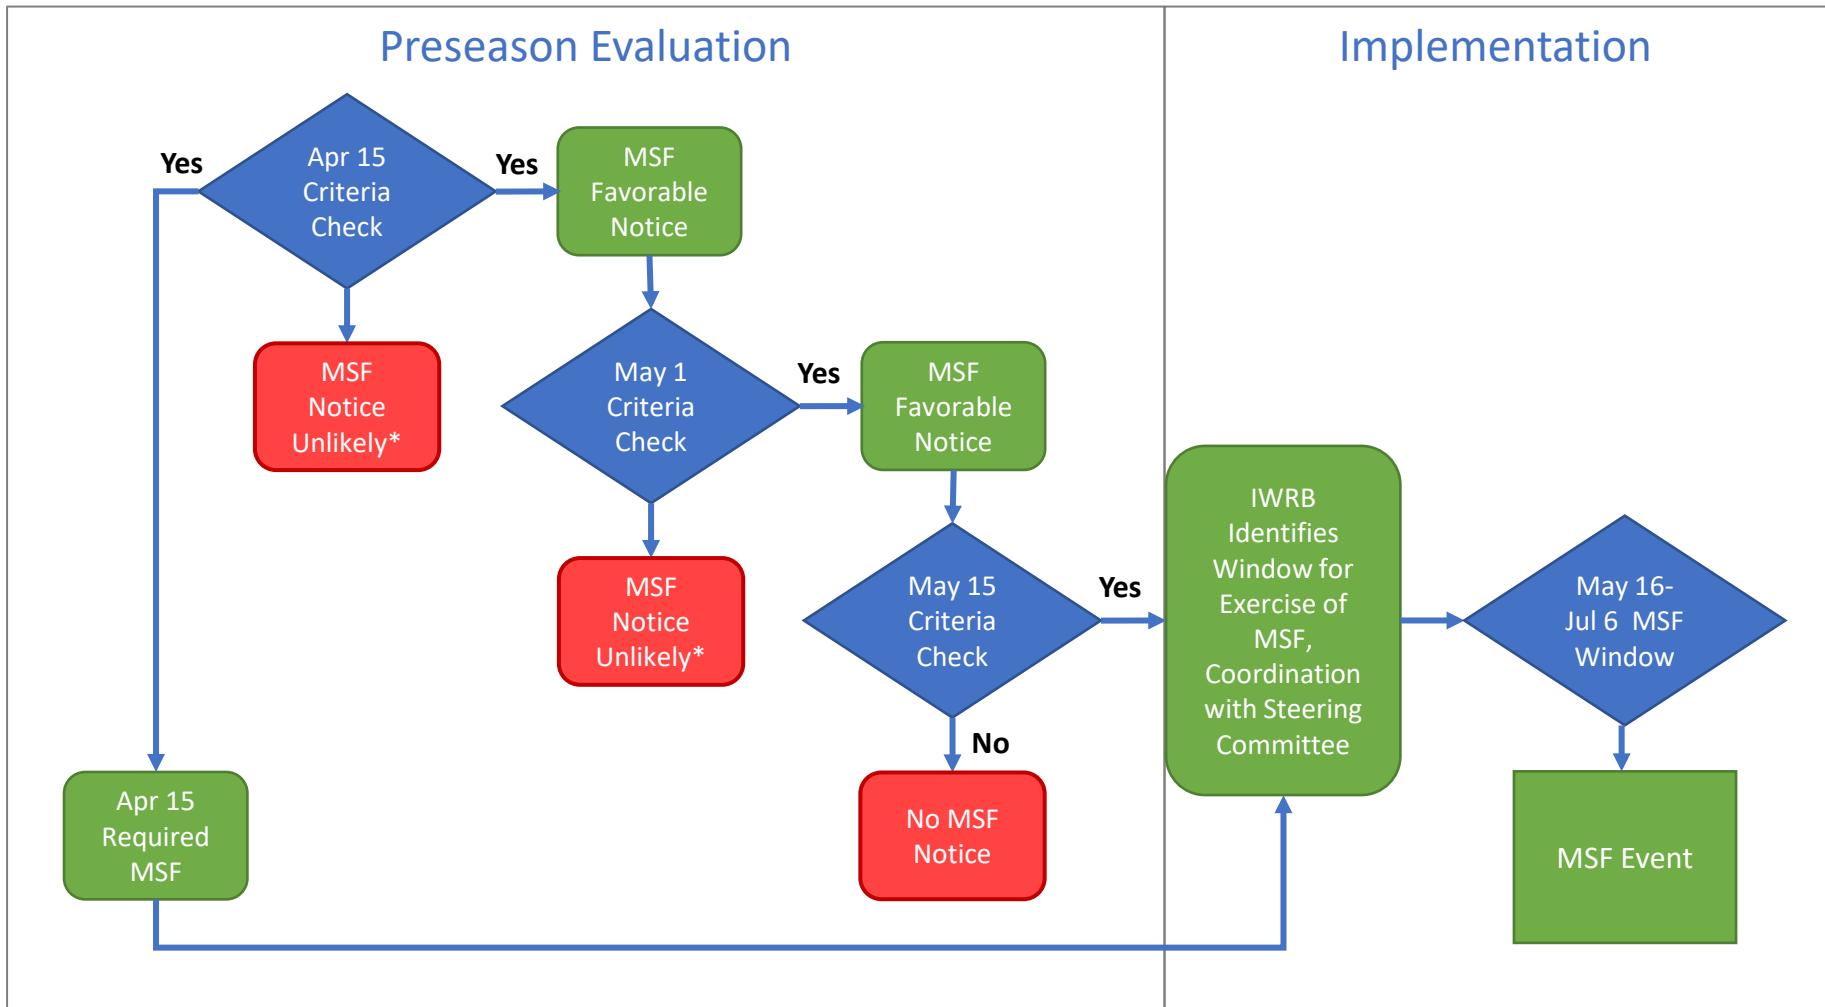 Preseason Evaluation
Implementation
Yes
Apr 15
Criteria
Check
Yes
MSF
Favorable
Notice
MSF
Notice
Unlikely*
May 1
Criteria
Check
Yes
MSF
Favorable
Notice
MSF
Notice
Unlikely*
May 15
Criteria
Check
Yes
No
No MSF
Notice
Apr 15
Required
MSF
IWRB
Identifies
Window for
Exercise of
MSF,
Coordination
with Steering
Committee
May 16-
Jul 6 MSF
Window
MSF Event